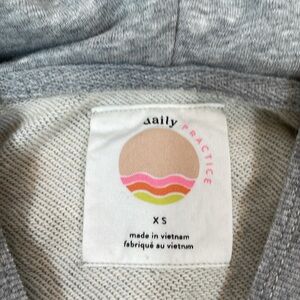 daily PRACTICE
XS
made in vietnam
fabriqué au vietnam